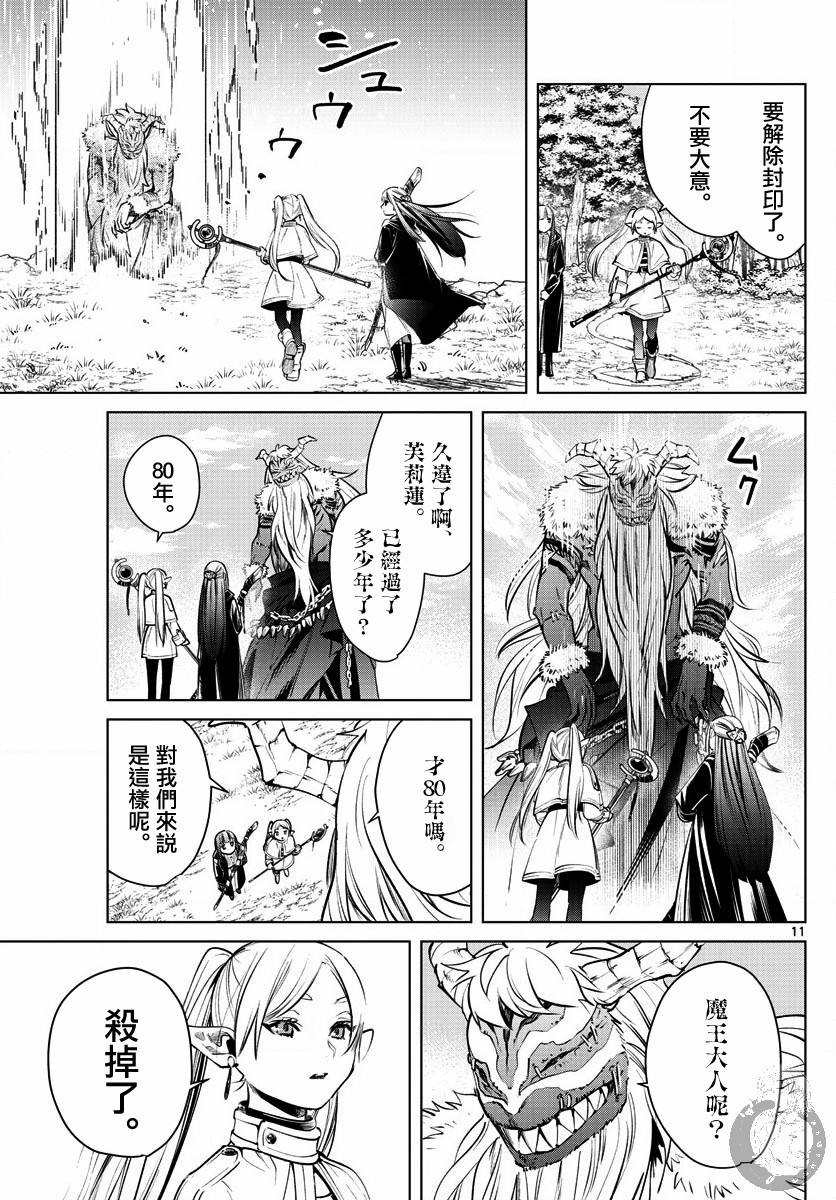 要解除封印了。
不要大意。
シュウゥ
ムク
久違了啊、
芙莉蓮。
已經過了
多少年了？
80年。
才80年嗎。
對我們來説
是這樣呢。
11
魔王大人呢？
殺掉了。